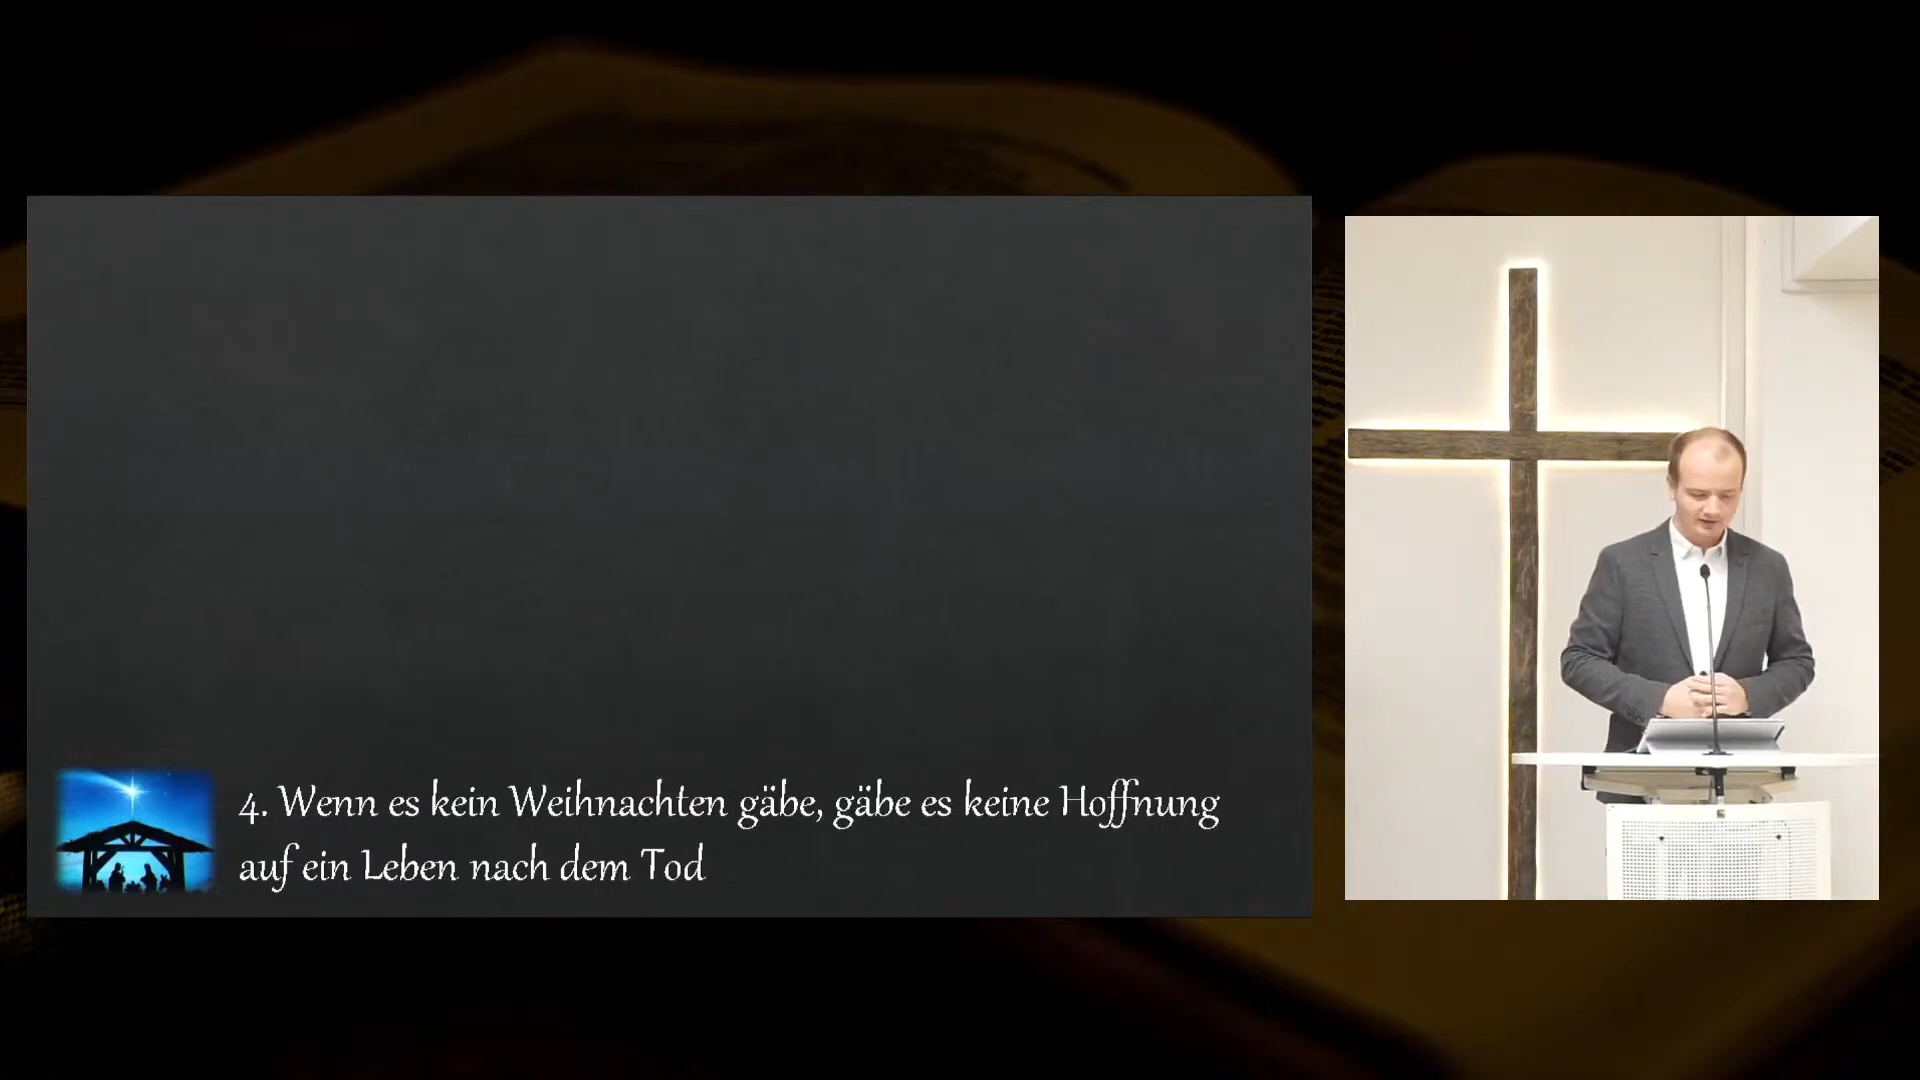 4. Wenn es kein Weihnachten gäbe, gäbe es keine Hoffnung
auf ein Leben nach dem Tod